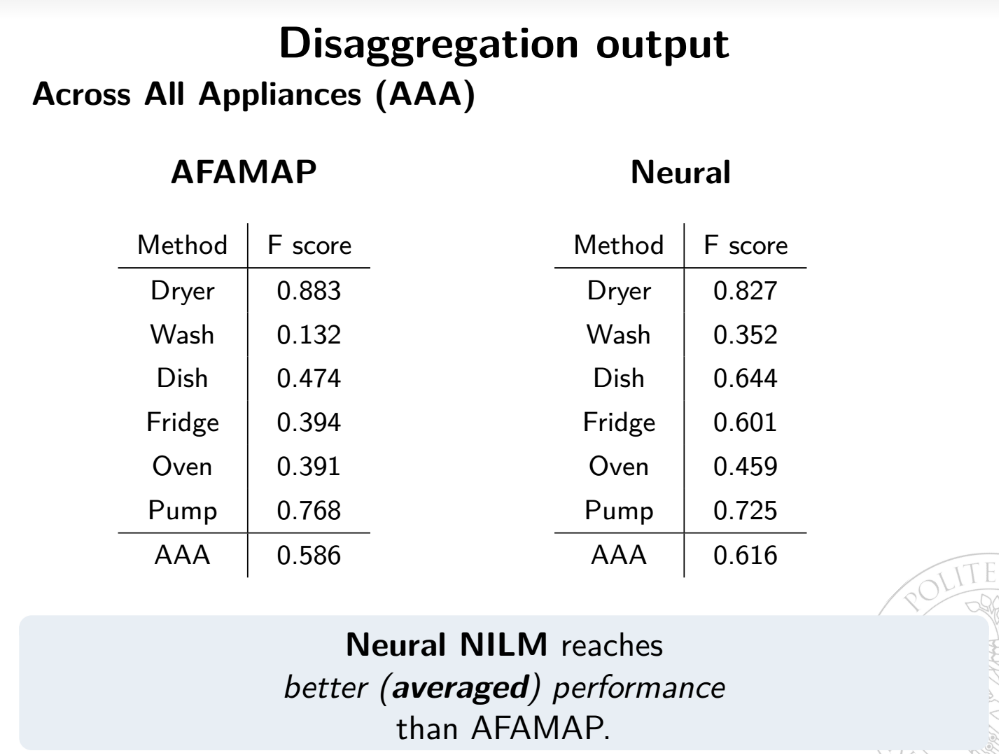 Disaggregation output
Across All Appliances (AAA)
AFAMAP
Method F score
Dryer 0.883
Wash 0.132
Dish 0.474
Fridge 0.394
Oven 0.391
Pump 0.768
AAA 0.586
Neural
Method F score
Dryer 0.827
Wash 0.352
Dish 0.644
Fridge 0.601
Oven 0.459
Pump 0.725
AAA 0.616
POLITE
Neural NILM reaches
better (averaged) performance
than AFAMAP.